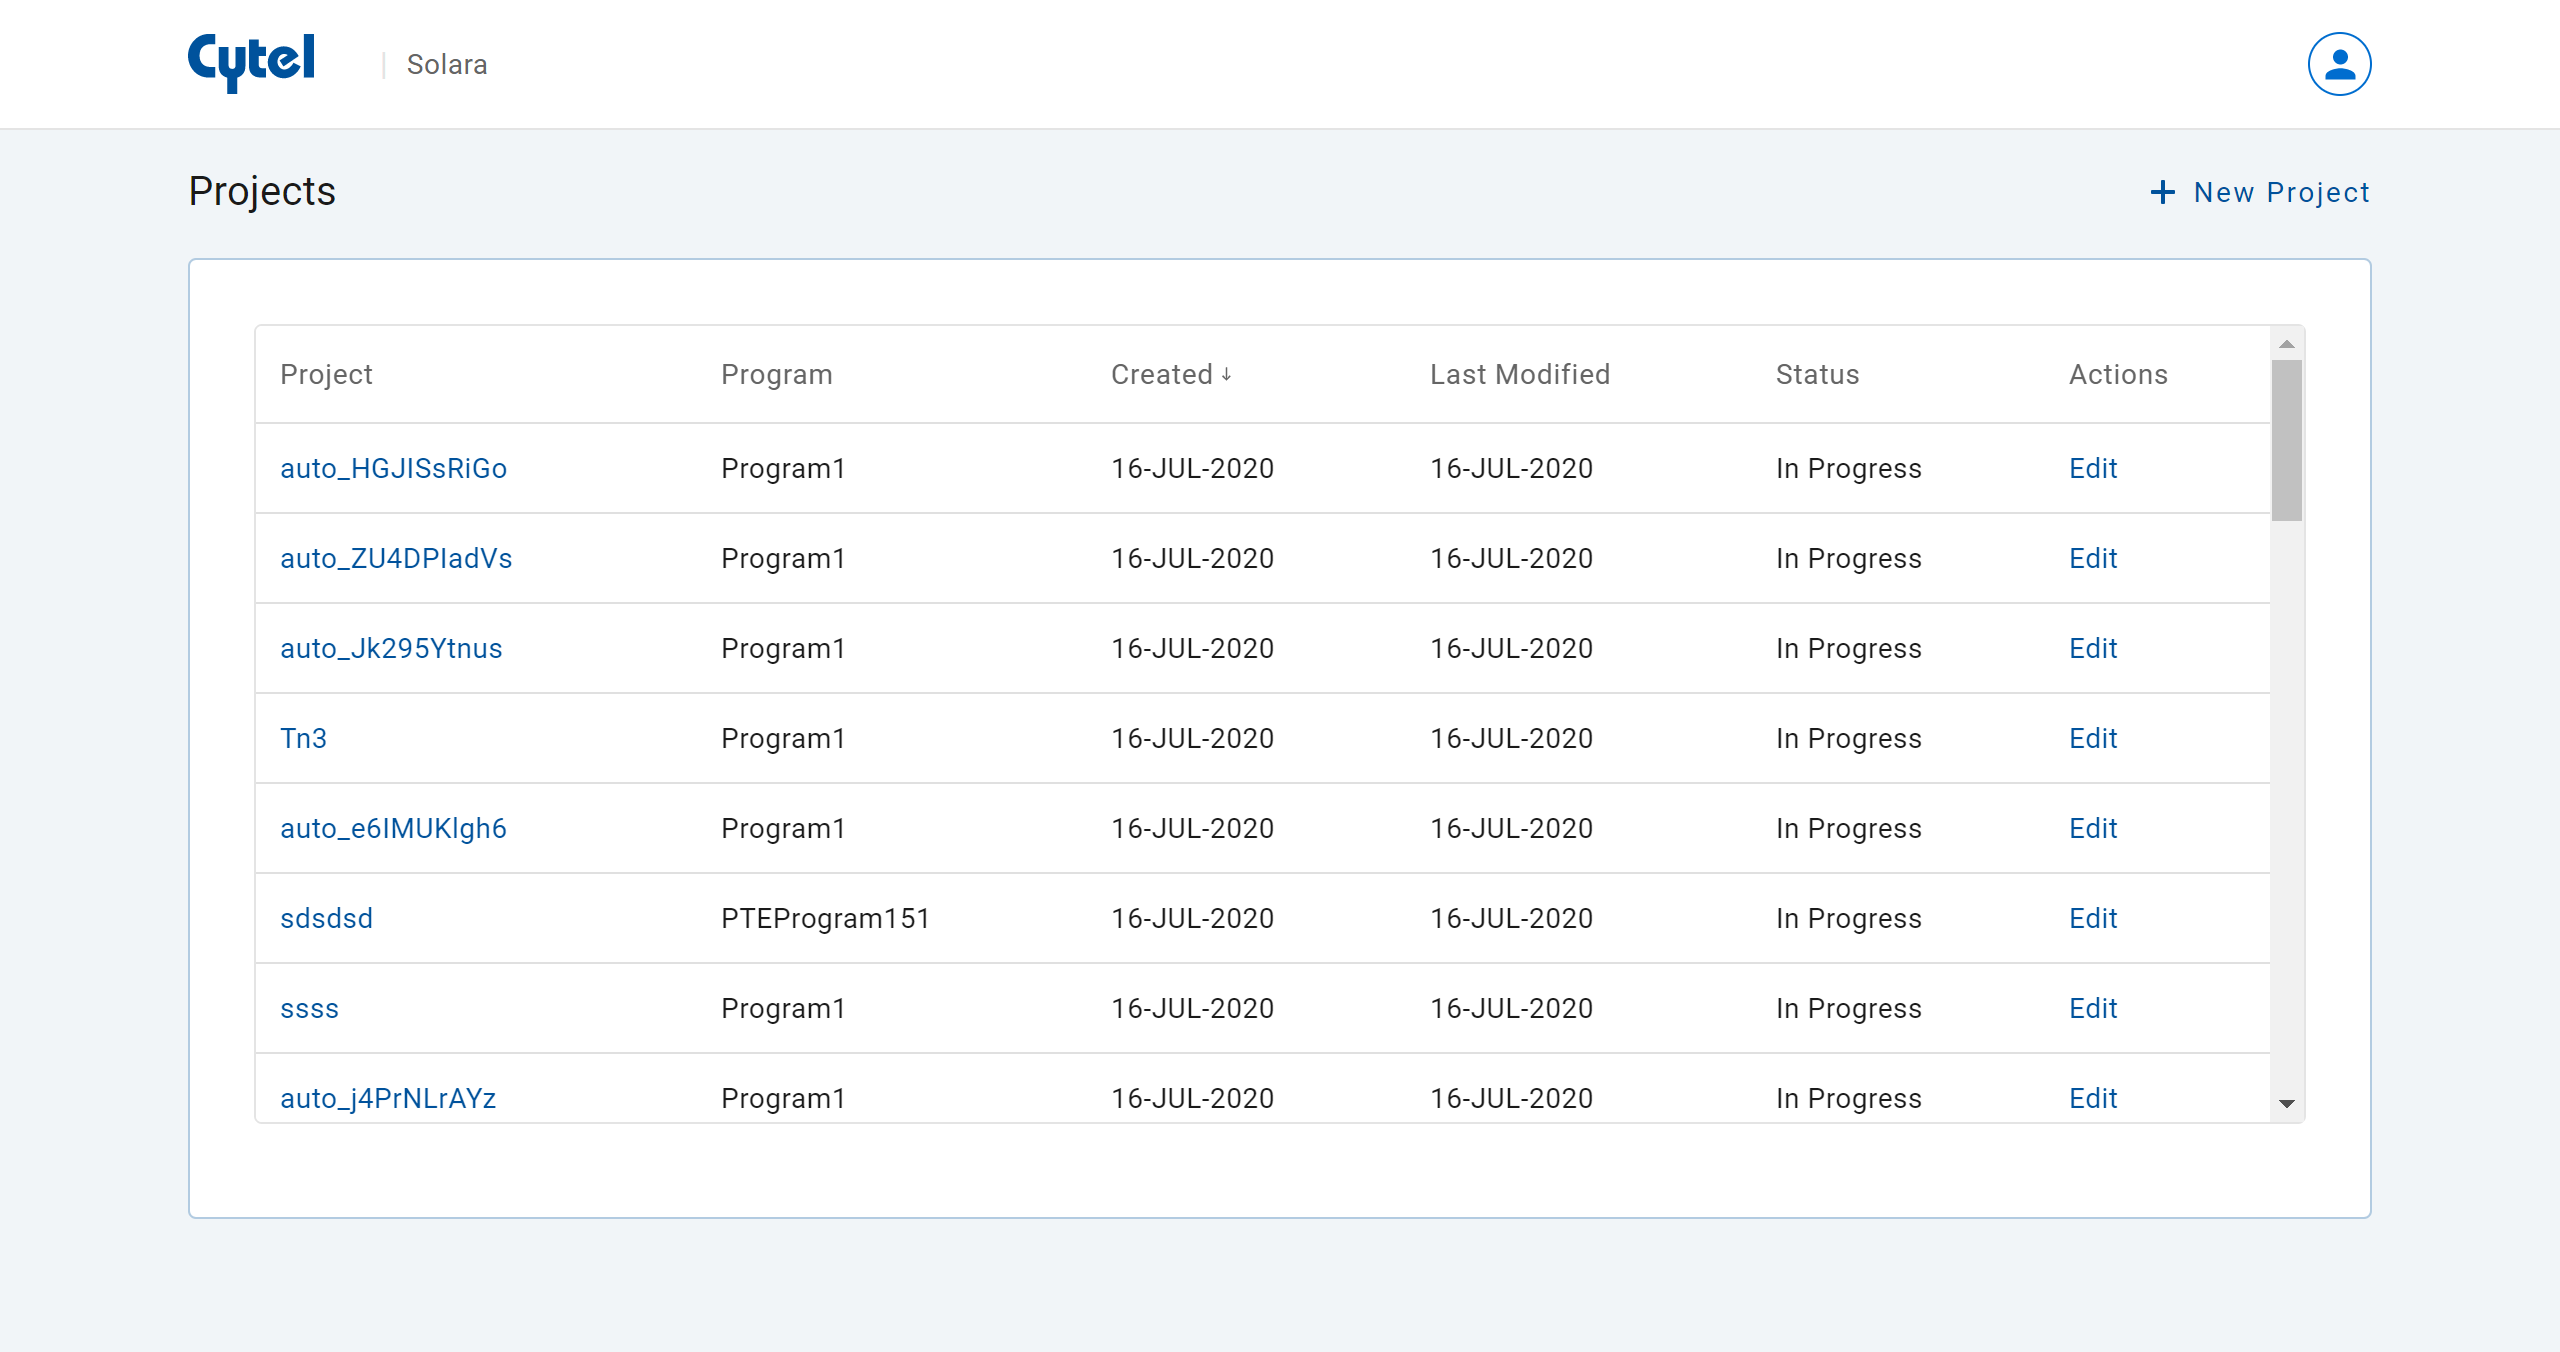 Cytel | Solara
Projects
+ New Project
Project Program Created ↓ Last Modified Status Actions
auto_HGJISsRiGo Program1 16-JUL-2020 16-JUL-2020 In Progress Edit
auto_ZU4DPIadVs Program1 16-JUL-2020 16-JUL-2020 In Progress Edit
auto_Jk295Ytnus Program1 16-JUL-2020 16-JUL-2020 In Progress Edit
Tn3 Program1 16-JUL-2020 16-JUL-2020 In Progress Edit
auto_e6IMUKlgh6 Program1 16-JUL-2020 16-JUL-2020 In Progress Edit
sdsdsd PTEProgram151 16-JUL-2020 16-JUL-2020 In Progress Edit
ssss Program1 16-JUL-2020 16-JUL-2020 In Progress Edit
auto_j4PrNLrAYz Program1 16-JUL-2020 16-JUL-2020 In Progress Edit